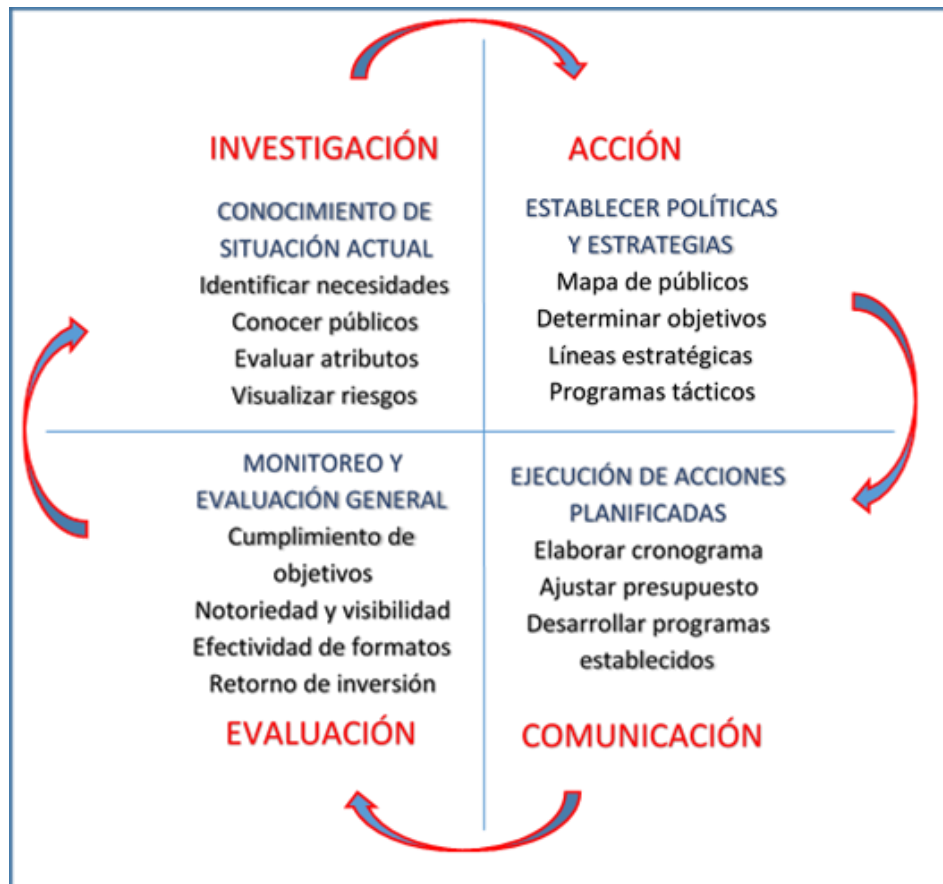 INVESTIGACIÓN
CONOCIMIENTO DE
SITUACIÓN ACTUAL
Identificar necesidades
Conocer públicos
Evaluar atributos
Visualizar riesgos
ACCIÓN
ESTABLECER POLÍTICAS
Y ESTRATEGIAS
Mapa de públicos
Determinar objetivos
Líneas estratégicas
Programas tácticos
MONITOREO Y
EVALUACIÓN GENERAL
Cumplimiento de
objetivos
Notoriedad y visibilidad
Efectividad de formatos
Retorno de inversión
EVALUACIÓN
EJECUCIÓN DE ACCIONES
PLANIFICADAS
Elaborar cronograma
Ajustar presupuesto
Desarrollar programas
establecidos
COMUNICACIÓN